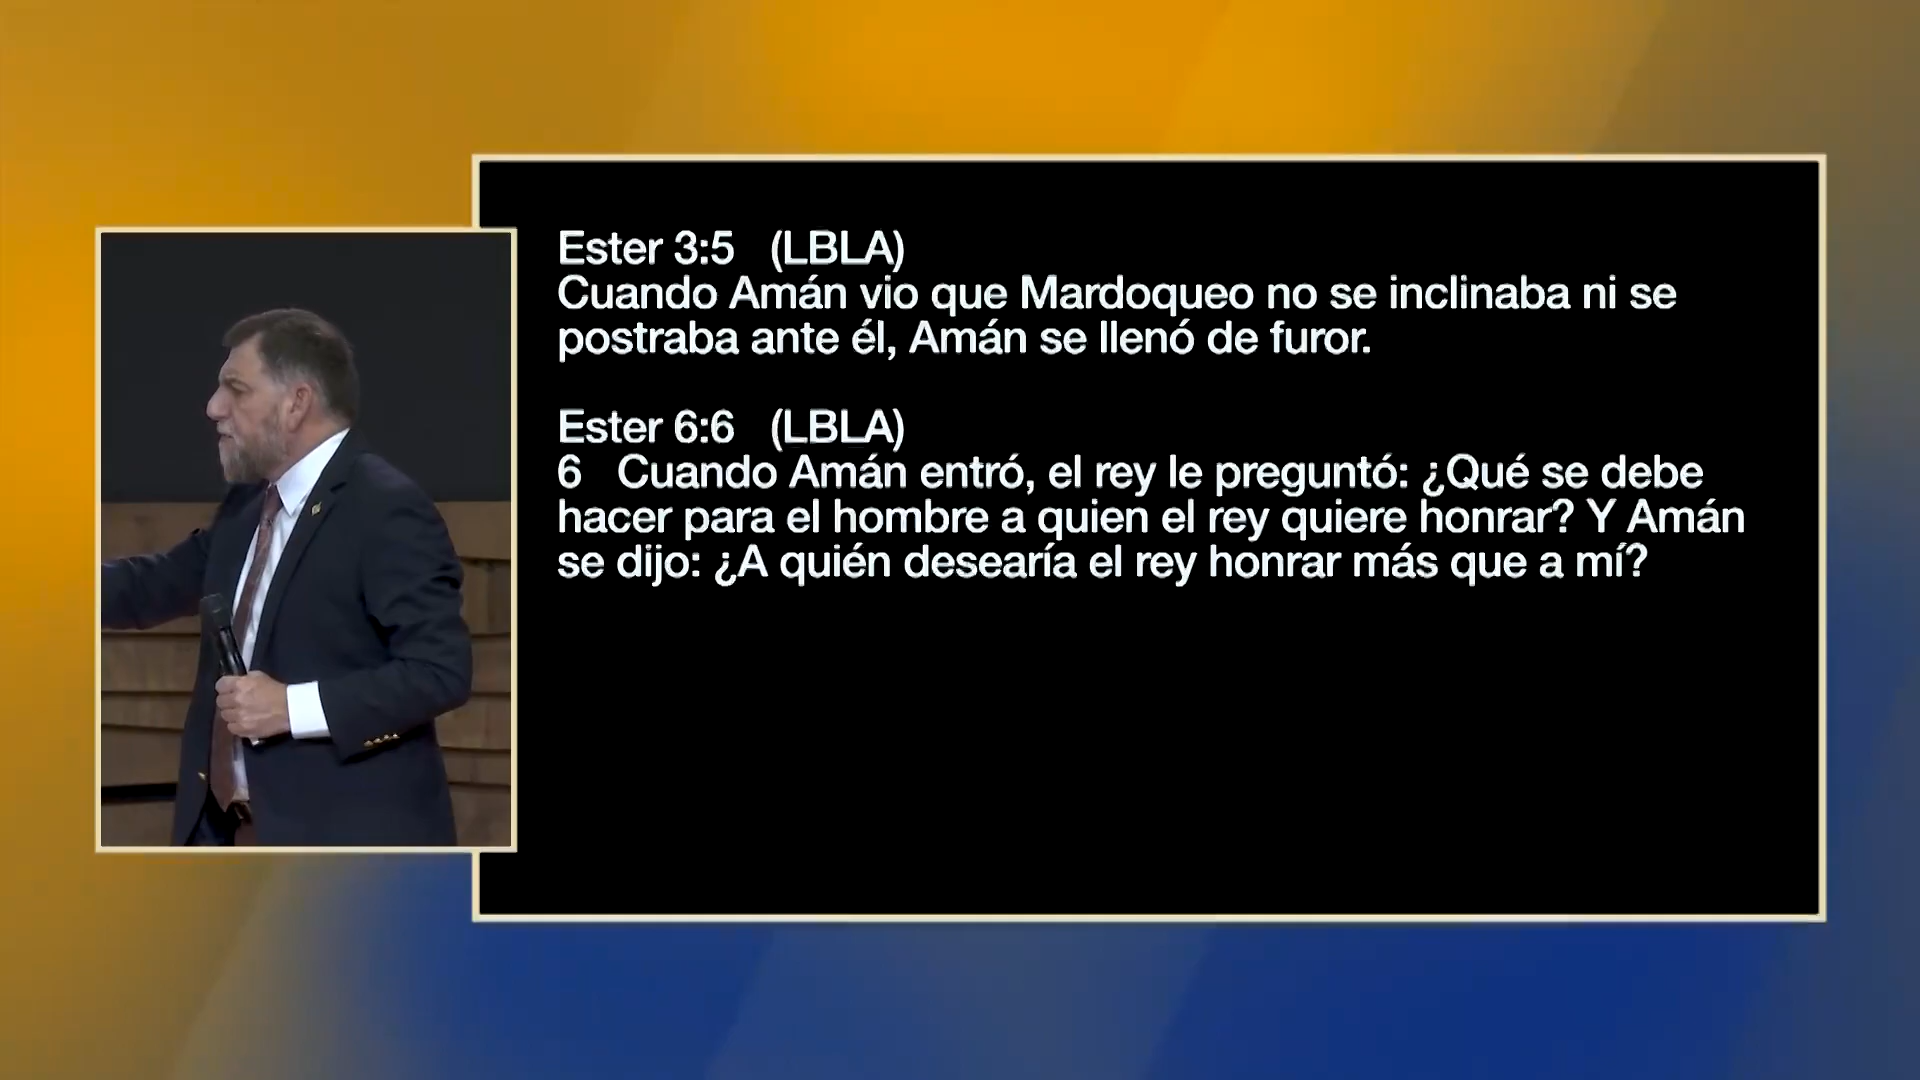 Ester 3:5   (LBLA)
Cuando Amán vio que Mardoqueo no se inclinaba ni se
postraba ante él, Amán se llenó de furor.
Ester 6:6   (LBLA)
6   Cuando Amán entró, el rey le preguntó: ¿Qué se debe
hacer para el hombre a quien el rey quiere honrar? Y Amán
se dijo: ¿A quién desearía el rey honrar más que a mí?